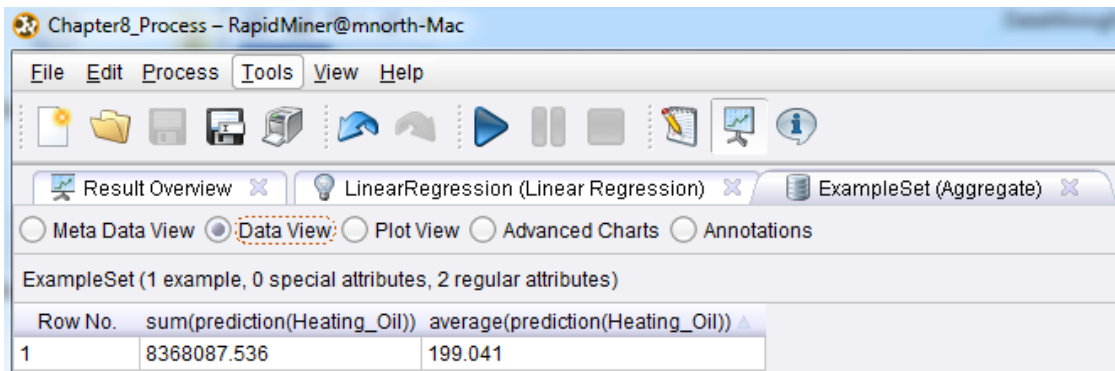 Chapter8_Process – RapidMiner@mnorth-Mac
File Edit Process Tools View Help
Result Overview LinearRegression (Linear Regression) ExampleSet (Aggregate)
Meta Data View Data View Plot View Advanced Charts Annotations
ExampleSet (1 example, 0 special attributes, 2 regular attributes)
Row No. sum(prediction(Heating_Oil)) average(prediction(Heating_Oil))
1 8368087.536 199.041